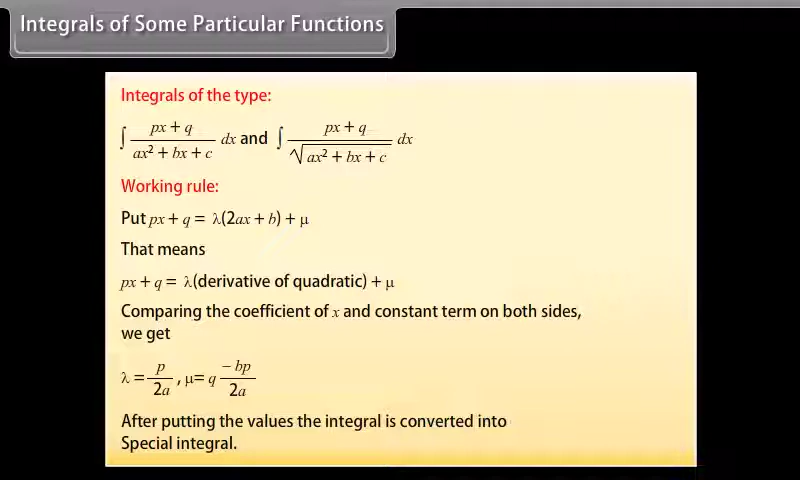 Integrals of Some Particular Functions
Integrals of the type:
∫ px + q / ax² + bx + c dx and ∫ px + q / √ax² + bx + c dx
Working rule:
Put px + q = λ(2ax + b) + μ
That means
px + q = λ(derivative of quadratic) + μ
Comparing the coefficient of x and constant term on both sides,
we get
λ = p / 2a , μ= q − bp / 2a
After putting the values the integral is converted into
Special integral.